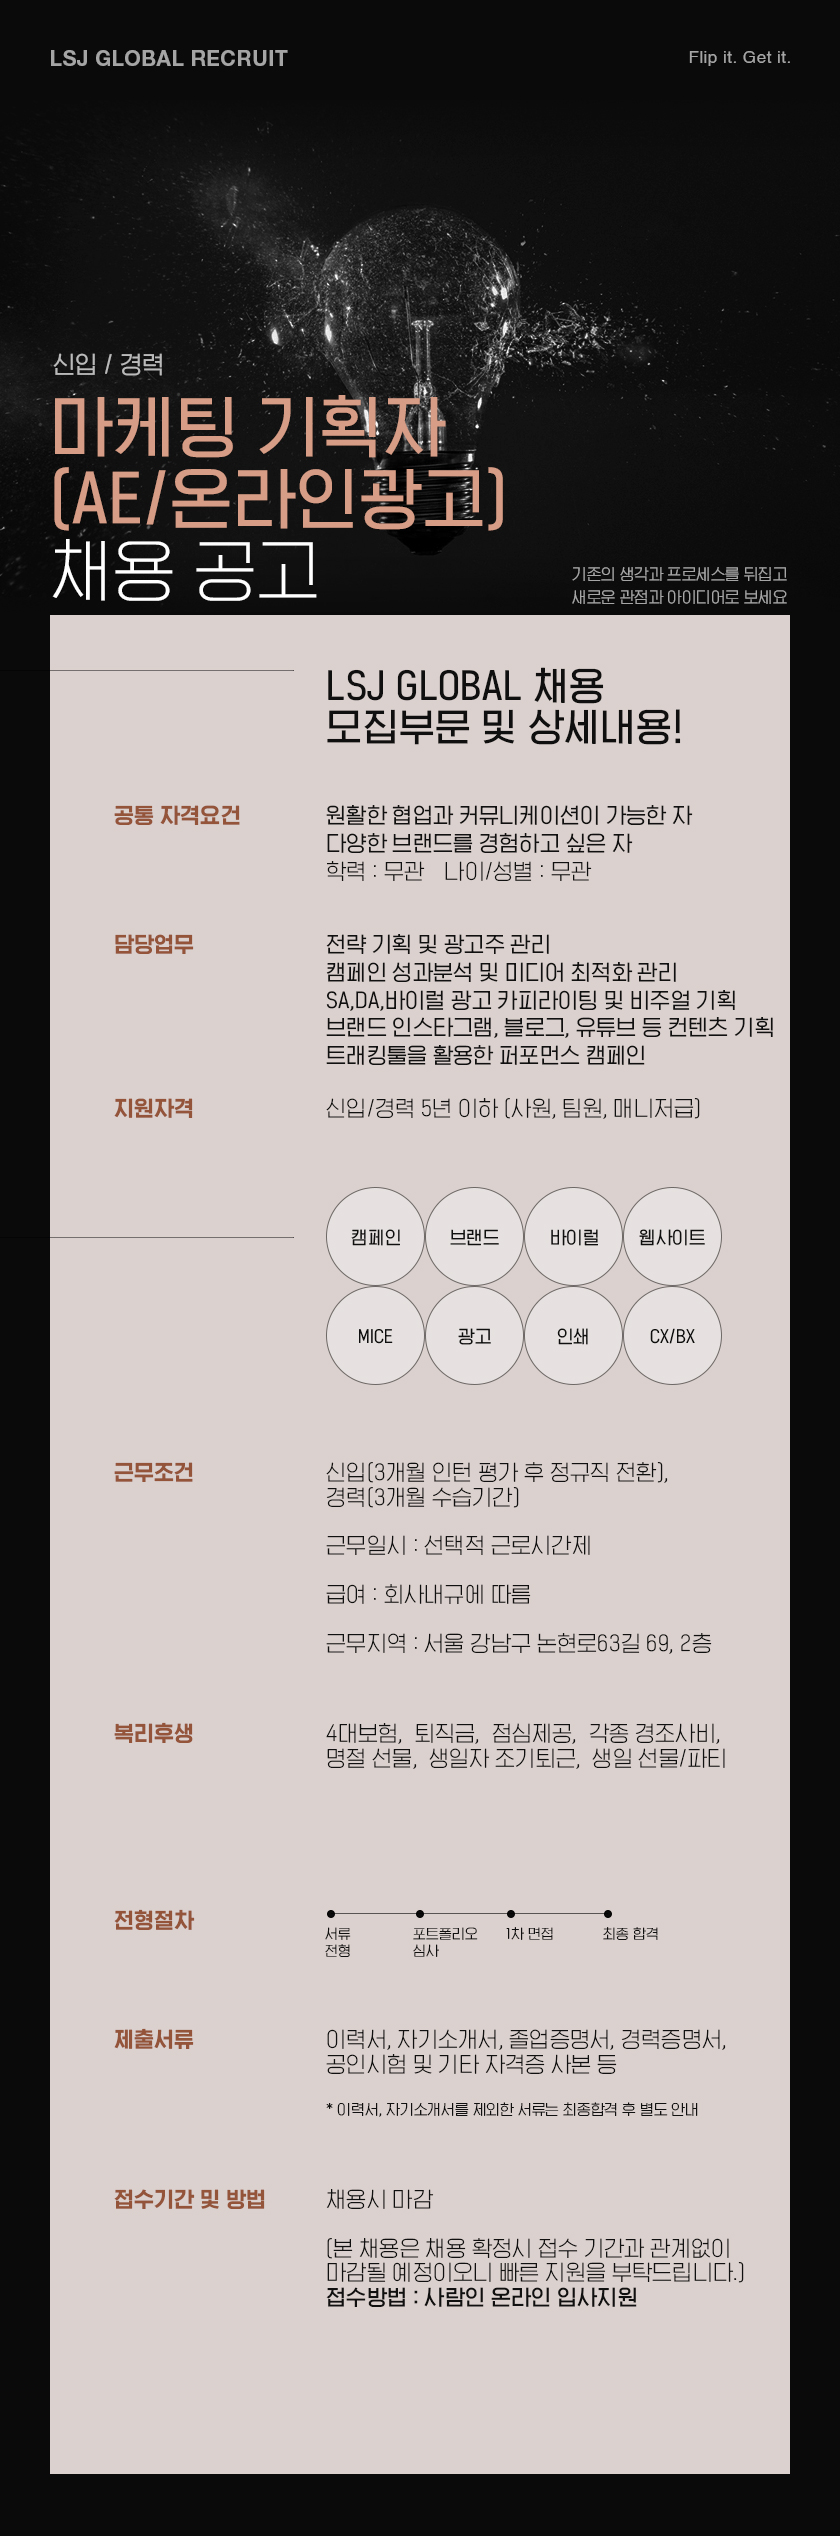 LSJ GLOBAL RECRUIT
Flip it. Get it.
신입 / 경력
마케팅 기획자
(AE/온라인광고)
채용 공고
기존의 생각과 프로세스를 뒤집고
새로운 관점과 아이디어로 보세요
LSJ GLOBAL 채용
모집부문 및 상세내용!
공통 자격요건
원활한 협업과 커뮤니케이션이 가능한 자
다양한 브랜드를 경험하고 싶은 자
학력 : 무관 나이/성별 : 무관
담당업무
전략 기획 및 광고주 관리
캠페인 성과분석 및 미디어 최적화 관리
SA,DA,바이럴 광고 카피라이팅 및 비주얼 기획
브랜드 인스타그램, 블로그, 유튜브 등 컨텐츠 기획
트래킹툴을 활용한 퍼포먼스 캠페인
지원자격
신입/경력 5년 이하 (사원, 팀원, 매니저급)
캠페인 브랜드 바이럴 웹사이트
MICE 광고 인쇄 CX/BX
근무조건
신입(3개월 인턴 평가 후 정규직 전환),
경력(3개월 수습기간)
근무일시 : 선택적 근로시간제
급여 : 회사내규에 따름
근무지역 : 서울 강남구 논현로63길 69, 2층
복리후생
4대보험, 퇴직금, 점심제공, 각종 경조사비,
명절 선물, 생일자 조기퇴근, 생일 선물/파티
전형절차
서류
전형
포트폴리오
심사
1차 면접
최종 합격
제출서류
이력서, 자기소개서, 졸업증명서, 경력증명서,
공인시험 및 기타 자격증 사본 등
* 이력서, 자기소개서를 제외한 서류는 최종합격 후 별도 안내
접수기간 및 방법
채용시 마감
(본 채용은 채용 확정시 접수 기간과 관계없이
마감될 예정이오니 빠른 지원을 부탁드립니다.)
접수방법 : 사람인 온라인 입사지원